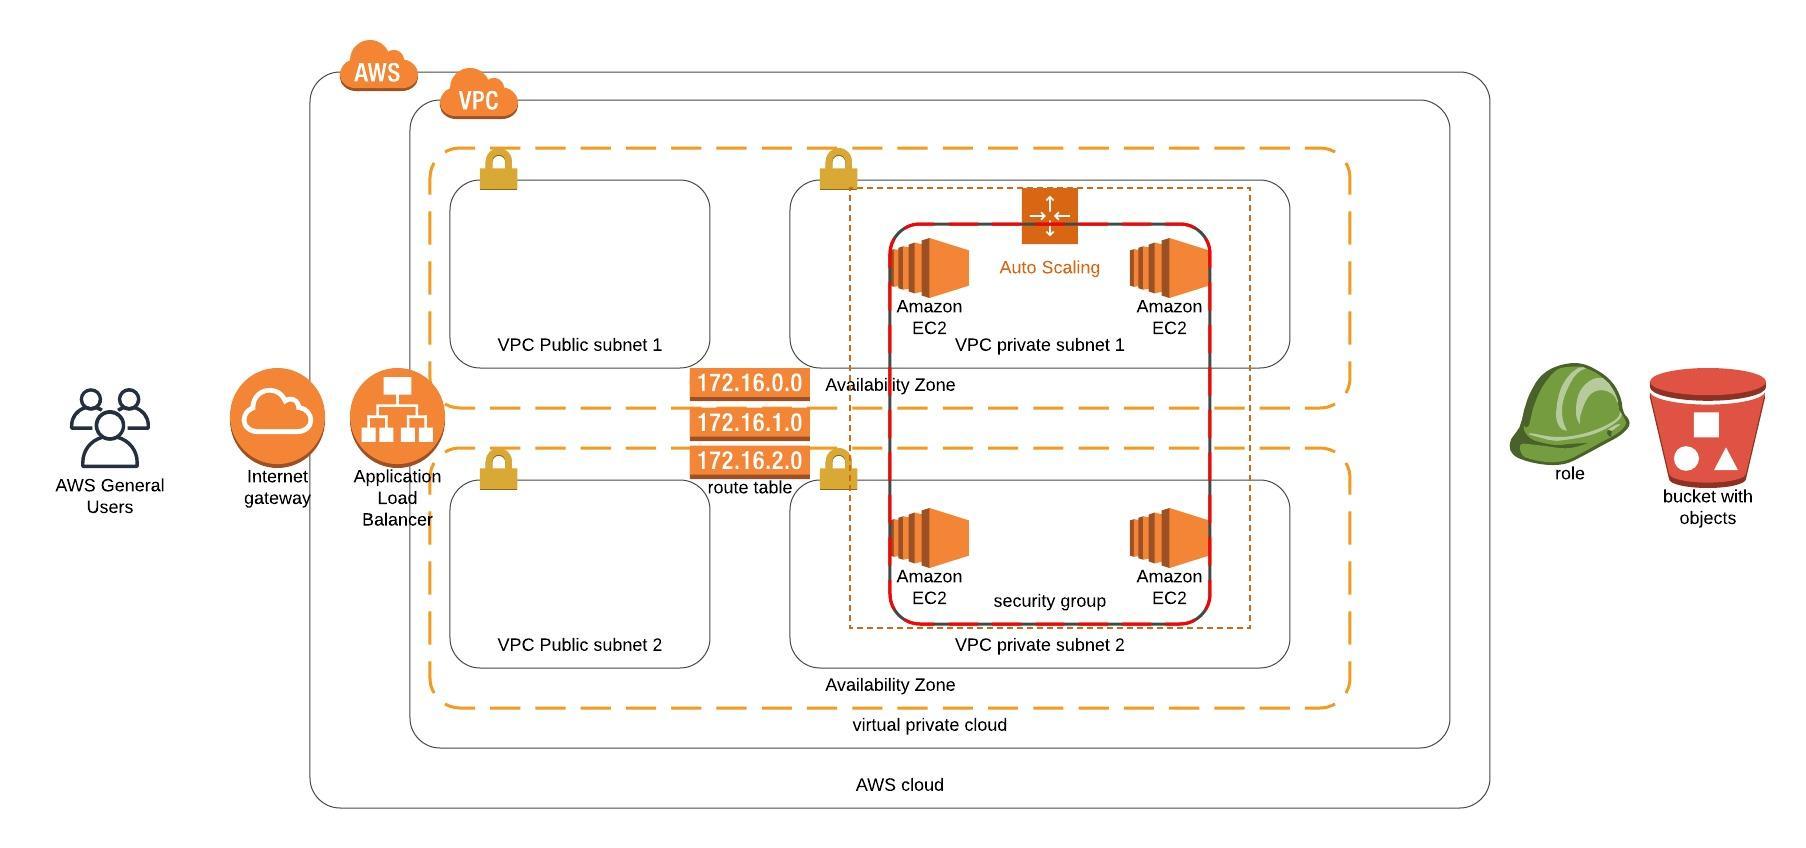 AWS
VPC
Auto Scaling
Amazon
EC2
Amazon
EC2
VPC Public subnet 1
VPC private subnet 1
172.16.0.0
Availability Zone
172.16.1.0
172.16.2.0
route table
AWS General
Users
Internet
gateway
Application
Load
Balancer
role
bucket with
objects
Amazon
EC2
Amazon
EC2
security group
VPC Public subnet 2
VPC private subnet 2
Availability Zone
virtual private cloud
AWS cloud